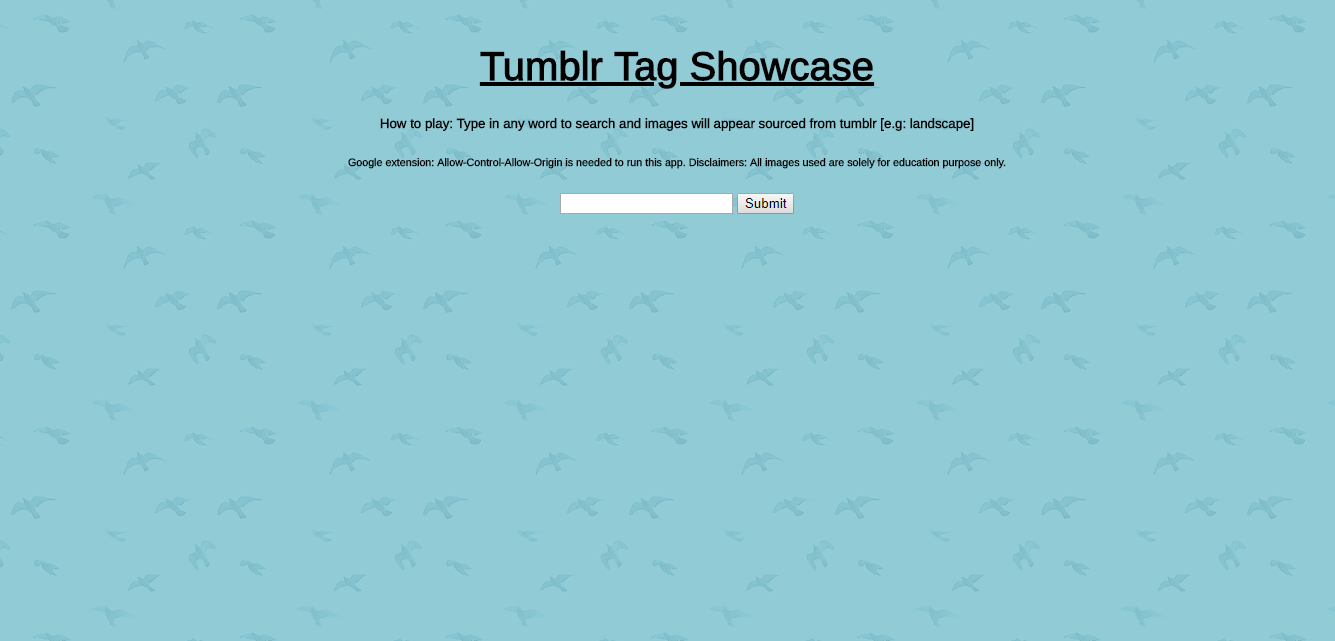 Tumblr Tag Showcase
How to play: Type in any word to search and images will appear sourced from tumblr [e.g: landscape]
Google extension: Allow-Control-Allow-Origin is needed to run this app. Disclaimers: All images used are solely for education purpose only.
Submit